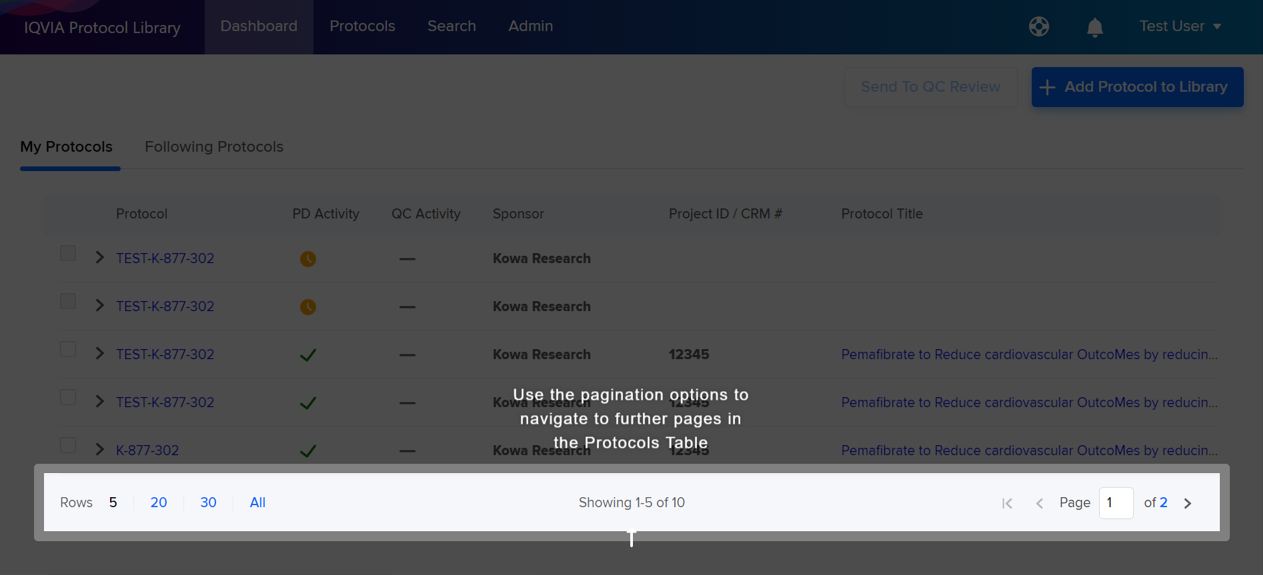 IQVIA Protocol Library Dashboard Protocols Search Admin Test User
Send To QC Review + Add Protocol to Library
My Protocols Following Protocols
Protocol PD Activity QC Activity Sponsor Project ID / CRM # Protocol Title
TEST-K-877-302 — Kowa Research
TEST-K-877-302 — Kowa Research
TEST-K-877-302 — Kowa Research 12345 Pemafibrate to Reduce cardiovascular OutcoMes by reducin...
TEST-K-877-302 — Kowa Research 12345 Pemafibrate to Reduce cardiovascular OutcoMes by reducin...
K-877-302 — Kowa Research 12345 Pemafibrate to Reduce cardiovascular OutcoMes by reducin...
Use the pagination options to
navigate to further pages in
the Protocols Table
Rows 5 20 30 All Showing 1-5 of 10 Page 1 of 2